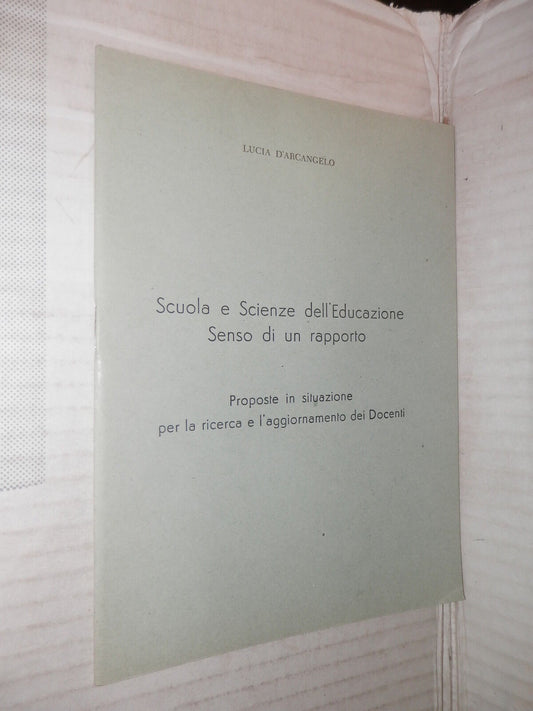 LUCIA D'ARCANGELO
Scuola e Scienze dell'Educazione
Senso di un rapporto
Proposte in situazione
per la ricerca e l'aggiornamento dei Docenti